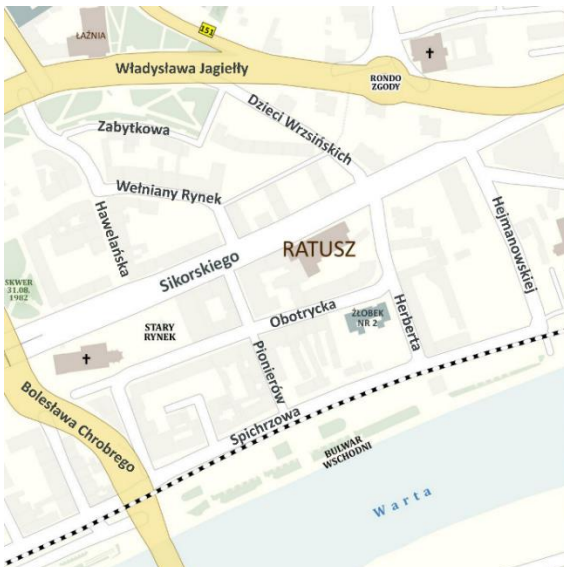 151
ŁAŹNIA
Władysława Jagiełły
RONDO
ZGODY
Dzieci Wrzsińskich
Zabytkowa
Wełniany Rynek
Hawelańska
Hejmanowskiej
RATUSZ
Sikorskiego
SKWER
31.08.
1982
STARY
RYNEK
Obotrycka
ŻŁOBEK
NR 2
Herberta
Pionierów
Bolesława Chrobrego
Spichrzowa
BULWAR
WSCHODNI
Warta